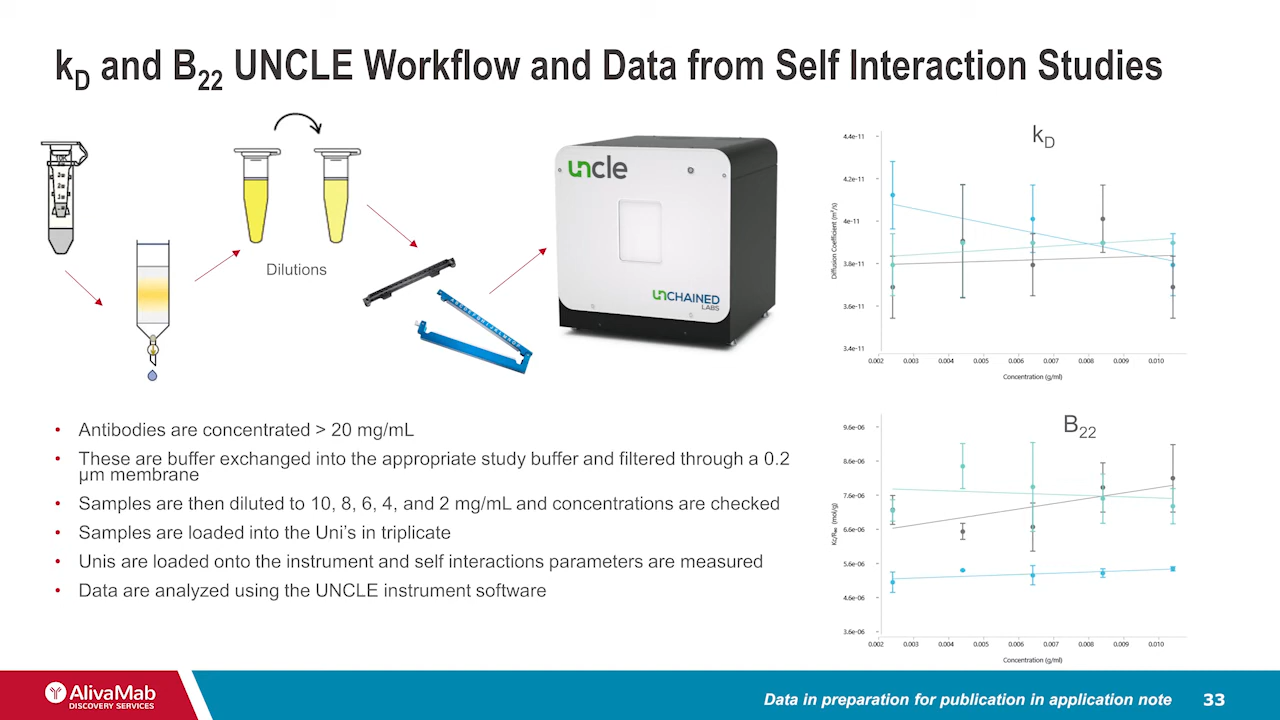 kD and B22 UNCLE Workflow and Data from Self Interaction Studies
10K
Dilutions
uncle
UNCHAINED
LABS
kD
4.4e-11
4.2e-11
4e-11
3.8e-11
3.6e-11
3.4e-11
Diffusion Coefficient (m²/s)
0.002 0.003 0.004 0.005 0.006 0.007 0.008 0.009 0.010
Concentration (g/ml)
• Antibodies are concentrated > 20 mg/mL
• These are buffer exchanged into the appropriate study buffer and filtered through a 0.2
µm membrane
• Samples are then diluted to 10, 8, 6, 4, and 2 mg/mL and concentrations are checked
• Samples are loaded into the Uni's in triplicate
• Unis are loaded onto the instrument and self interactions parameters are measured
• Data are analyzed using the UNCLE instrument software
B22
9.6e-06
8.6e-06
7.6e-06
6.6e-06
5.6e-06
4.6e-06
3.6e-06
0.002 0.003 0.004 0.005 0.006 0.007 0.008 0.009 0.010
Concentration (g/ml)
AlivaMab
DISCOVERY SERVICES
Data in preparation for publication in application note
33